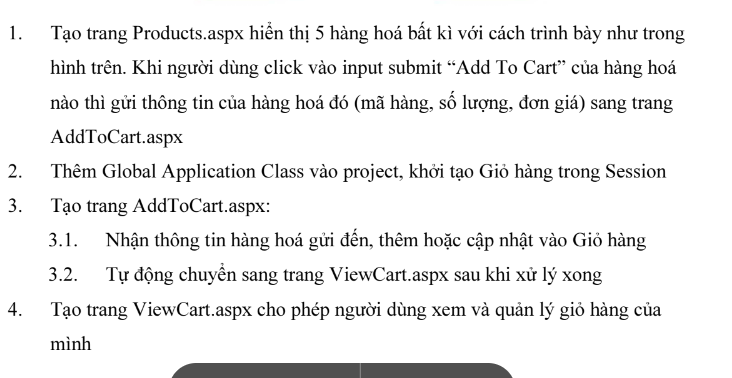 1. Tạo trang Products.aspx hiển thị 5 hàng hoá bất kì với cách trình bày như trong
hình trên. Khi người dùng click vào input submit “Add To Cart” của hàng hoá
nào thì gửi thông tin của hàng hoá đó (mã hàng, số lượng, đơn giá) sang trang
AddToCart.aspx
2. Thêm Global Application Class vào project, khởi tạo Giỏ hàng trong Session
3. Tạo trang AddToCart.aspx:
3.1. Nhận thông tin hàng hoá gửi đến, thêm hoặc cập nhật vào Giỏ hàng
3.2. Tự động chuyển sang trang ViewCart.aspx sau khi xử lý xong
4. Tạo trang ViewCart.aspx cho phép người dùng xem và quản lý giỏ hàng của
mình